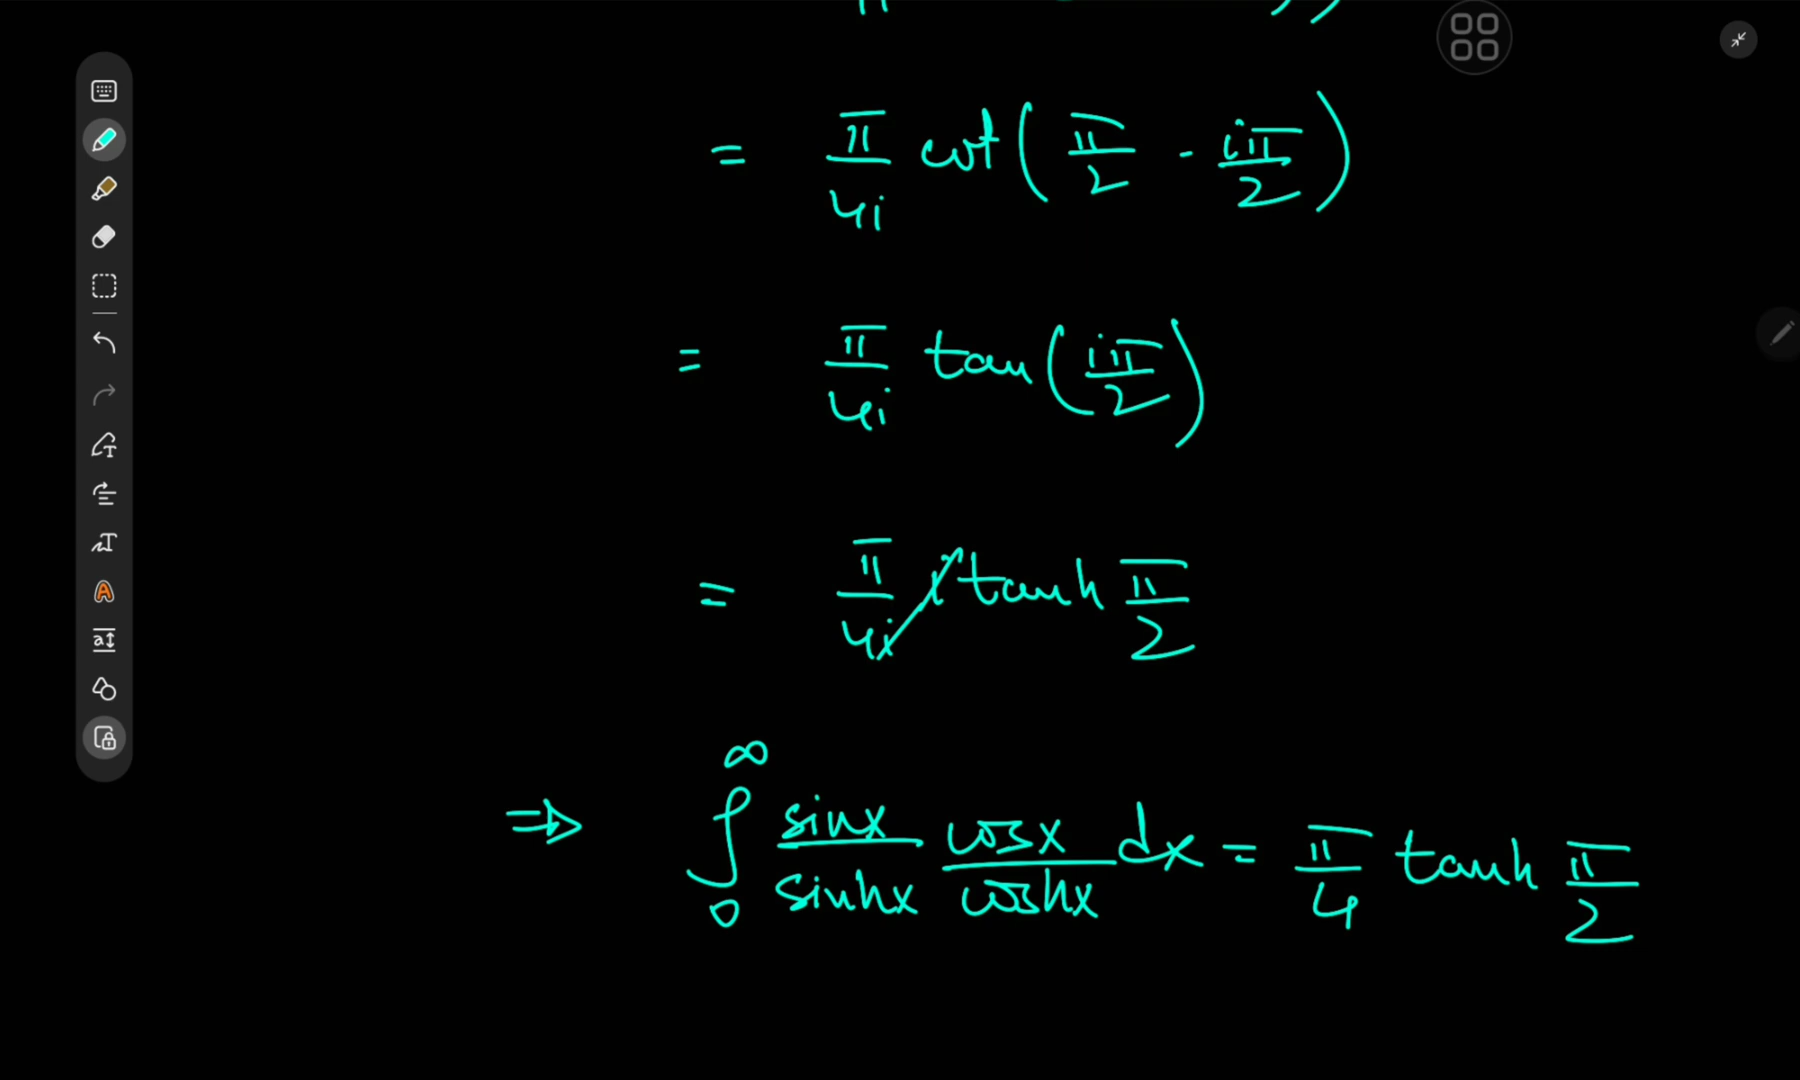 = π/4i cot(π/2 - iπ/2)
= π/4i tan(iπ/2)
= π/4i i tanh π/2
⇒ ∫₀^∞ sinx/sinhx cosx/coshx dx = π/4 tanh π/2